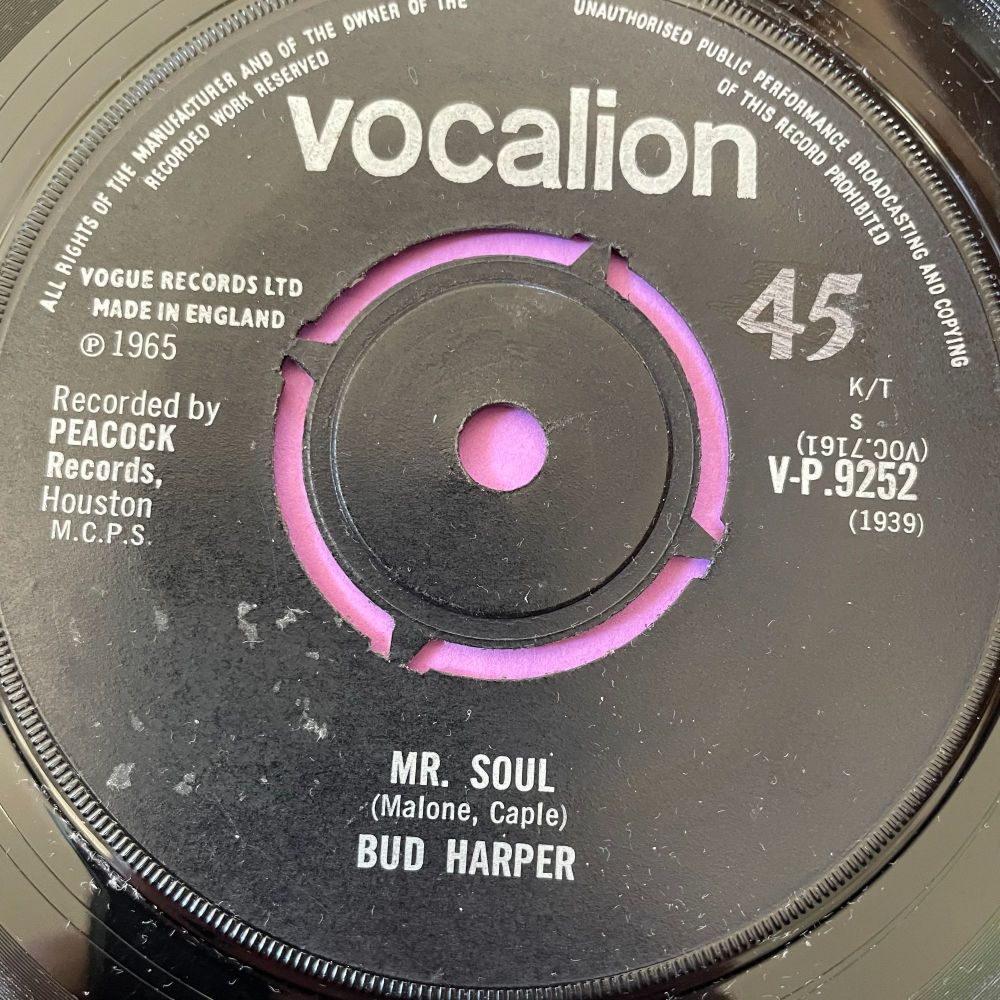 ALL RIGHTS OF THE MANUFACTURER AND OF THE OWNER OF THE
RECORDED WORK RESERVED
UNAUTHORISED PUBLIC PERFORMANCE BROADCASTING AND COPYING
OF THIS RECORD PROHIBITED
vocalion
VOGUE RECORDS LTD
MADE IN ENGLAND
℗ 1965
Recorded by
PEACOCK
Records,
Houston
M.C.P.S.
45
K/T
S
(VOC.7161)
V-P.9252
(1939)
MR. SOUL
(Malone, Caple)
BUD HARPER